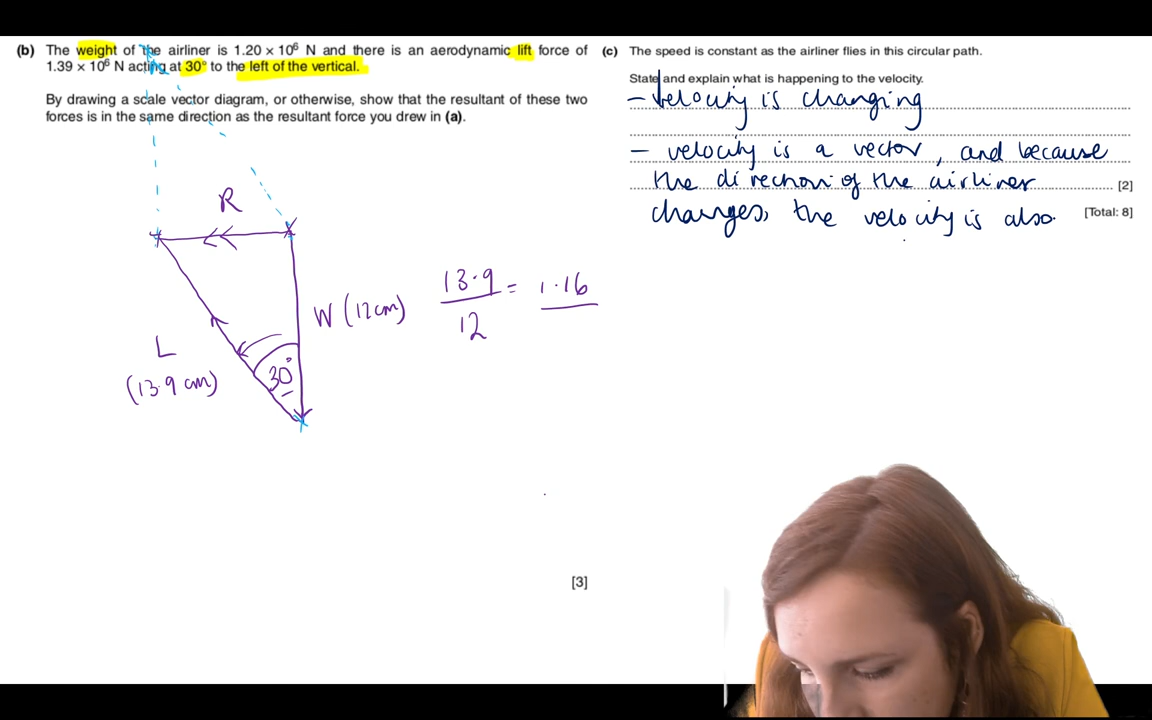 (b) The weight of the airliner is 1.20 × 10⁶ N and there is an aerodynamic lift force of
1.39 × 10⁶ N acting at 30° to the left of the vertical.
By drawing a scale vector diagram, or otherwise, show that the resultant of these two
forces is in the same direction as the resultant force you drew in (a).
R
W (12cm)
13.9
12
= 1.16
L
(13.9 cm)
30°
[3]
(c) The speed is constant as the airliner flies in this circular path.
State and explain what is happening to the velocity.
- velocity is changing
- velocity is a vector, and because
the direction of the airliner
[2]
changes, the velocity is also.
[Total: 8]